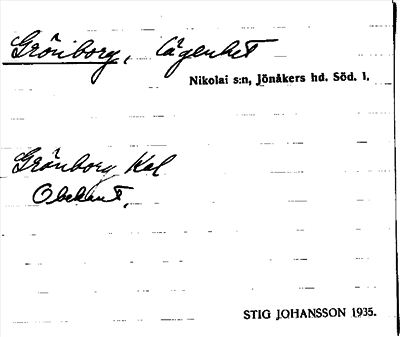 Grönborg, lägenhet
Nikolai s:n, Jönåkers hd. Söd. l.
Grönborg Kal
Obekant,
STIG JOHANSSON 1935.